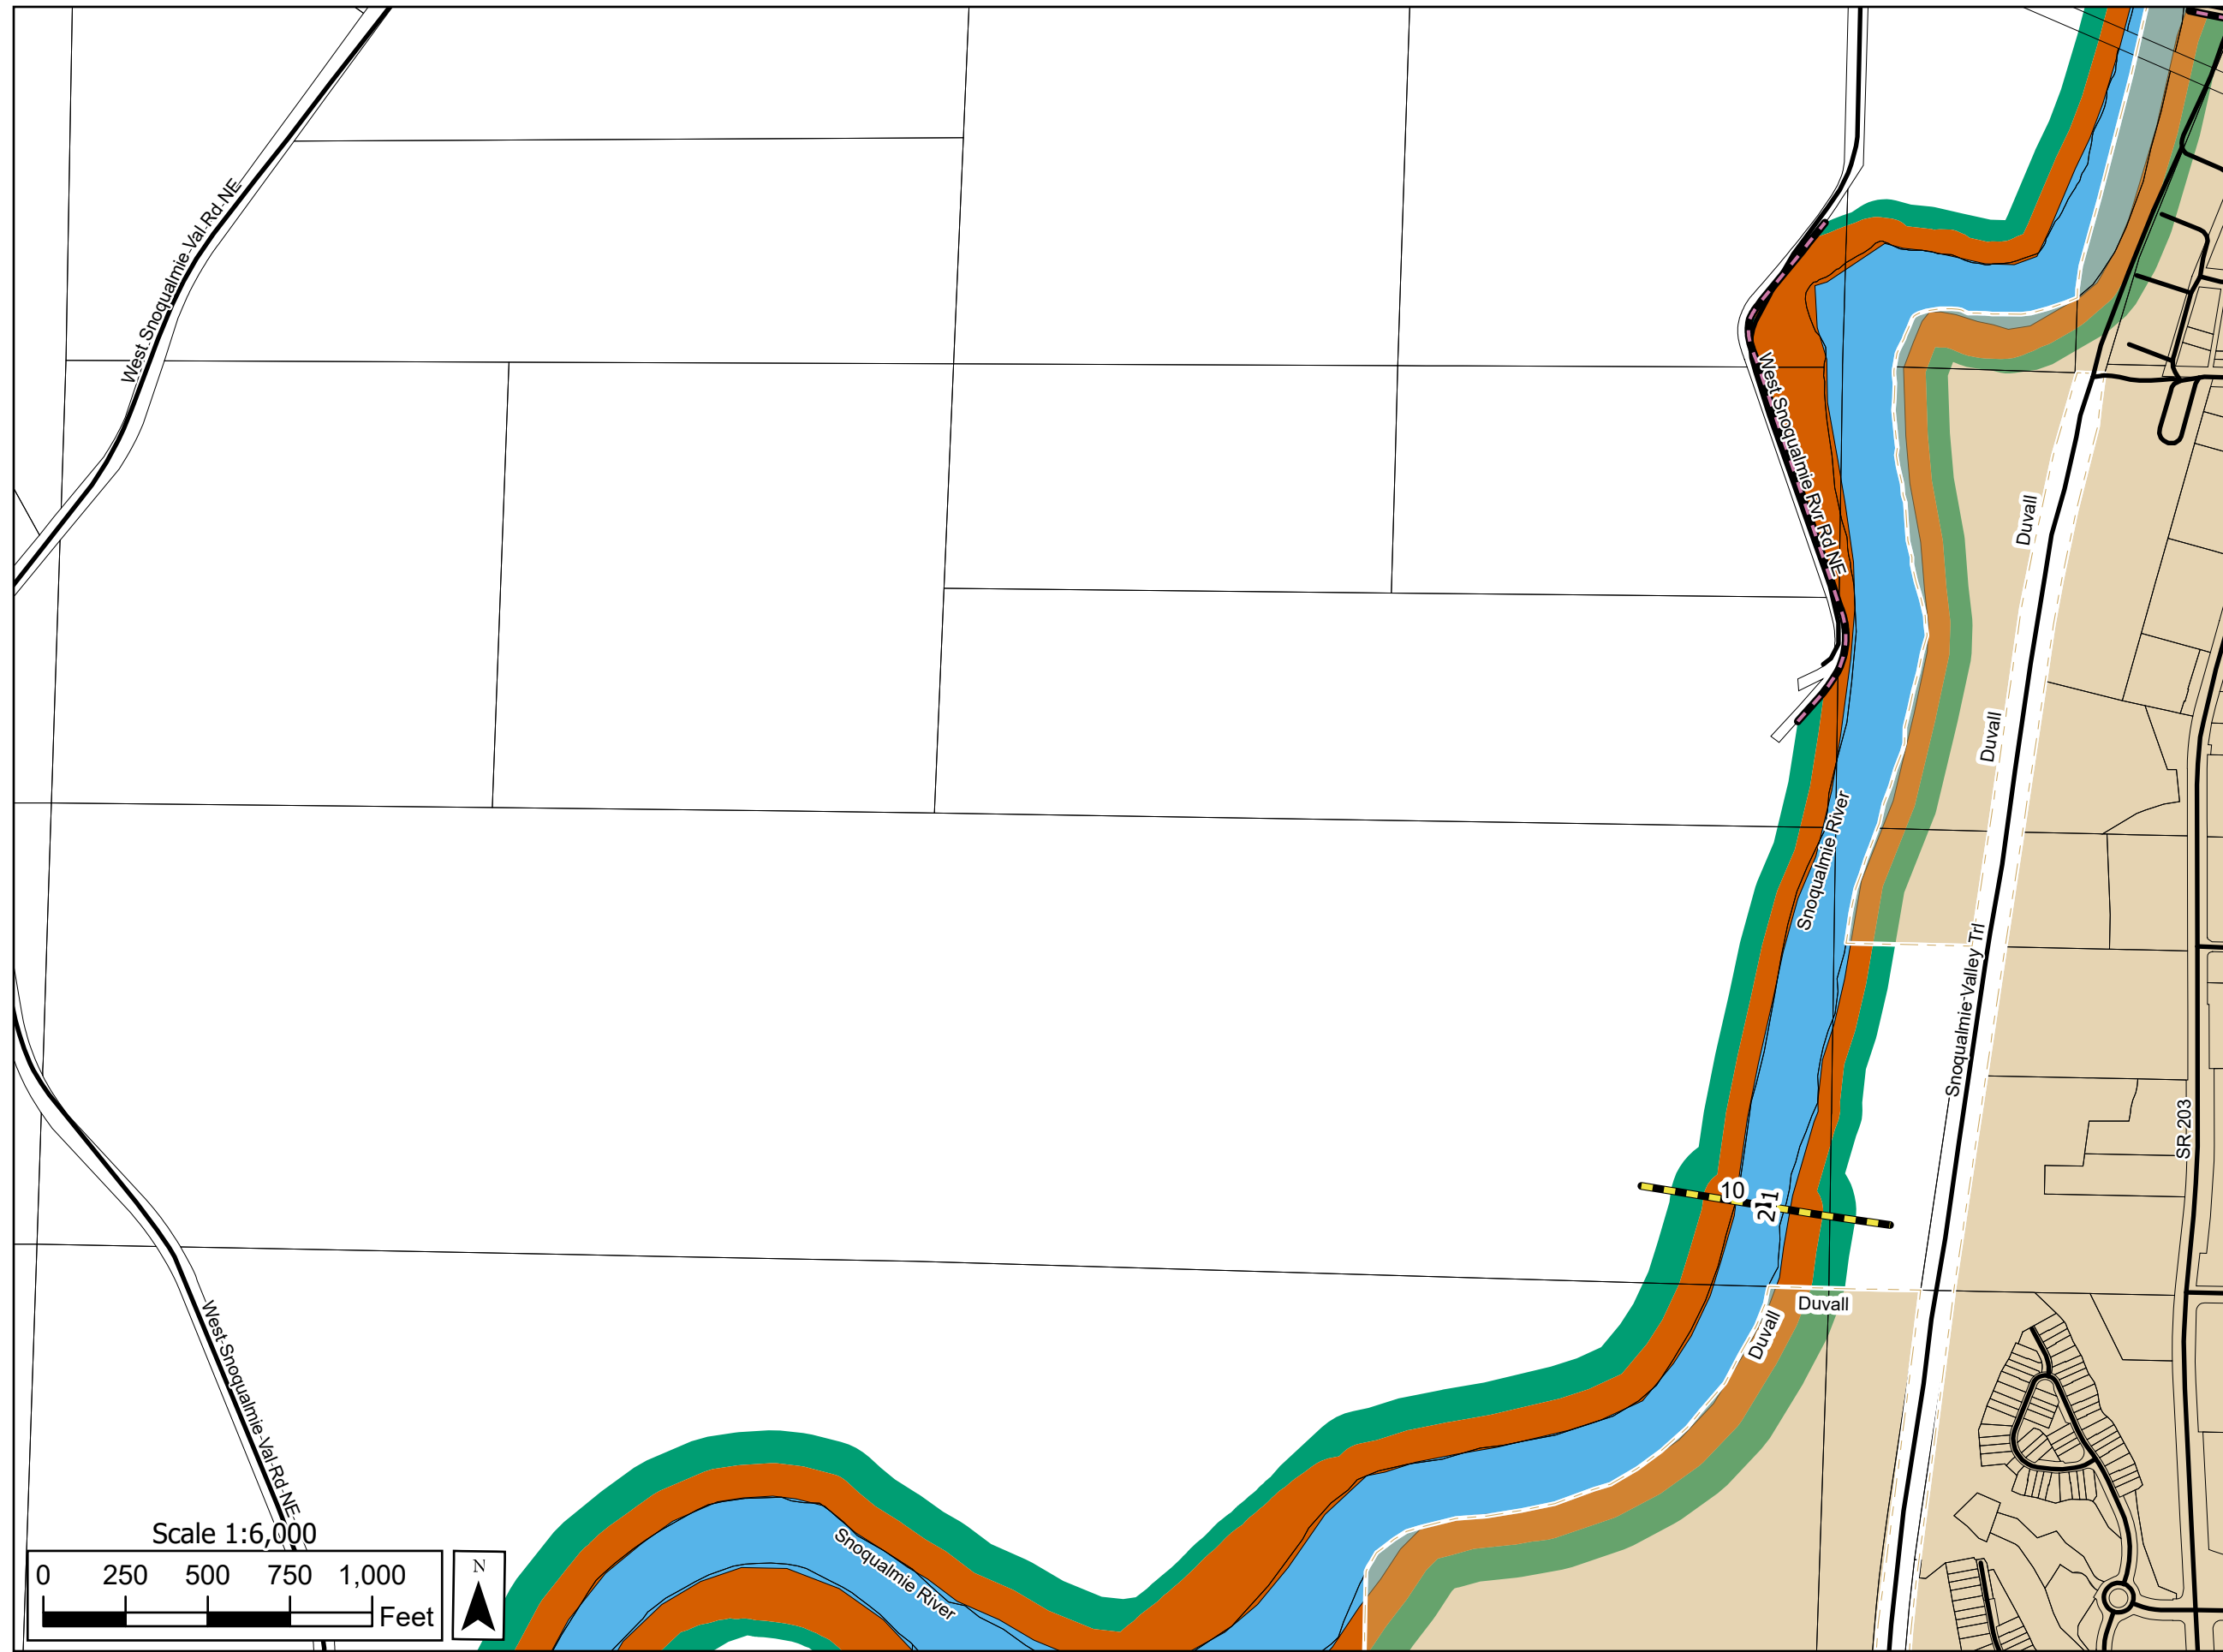 West-Snoqualmie-Val-Rd-NE
West Snoqualmie Rvr Rd NE
Duvall
Duvall
Snoqualmie River
Snoqualmie-Valley Trl
SR-203
10
Duvall
Duvall
West-Snoqualmie-Val-Rd-NE
Snoqualmie River
Scale 1:6,000
0 250 500 750 1,000
Feet
N